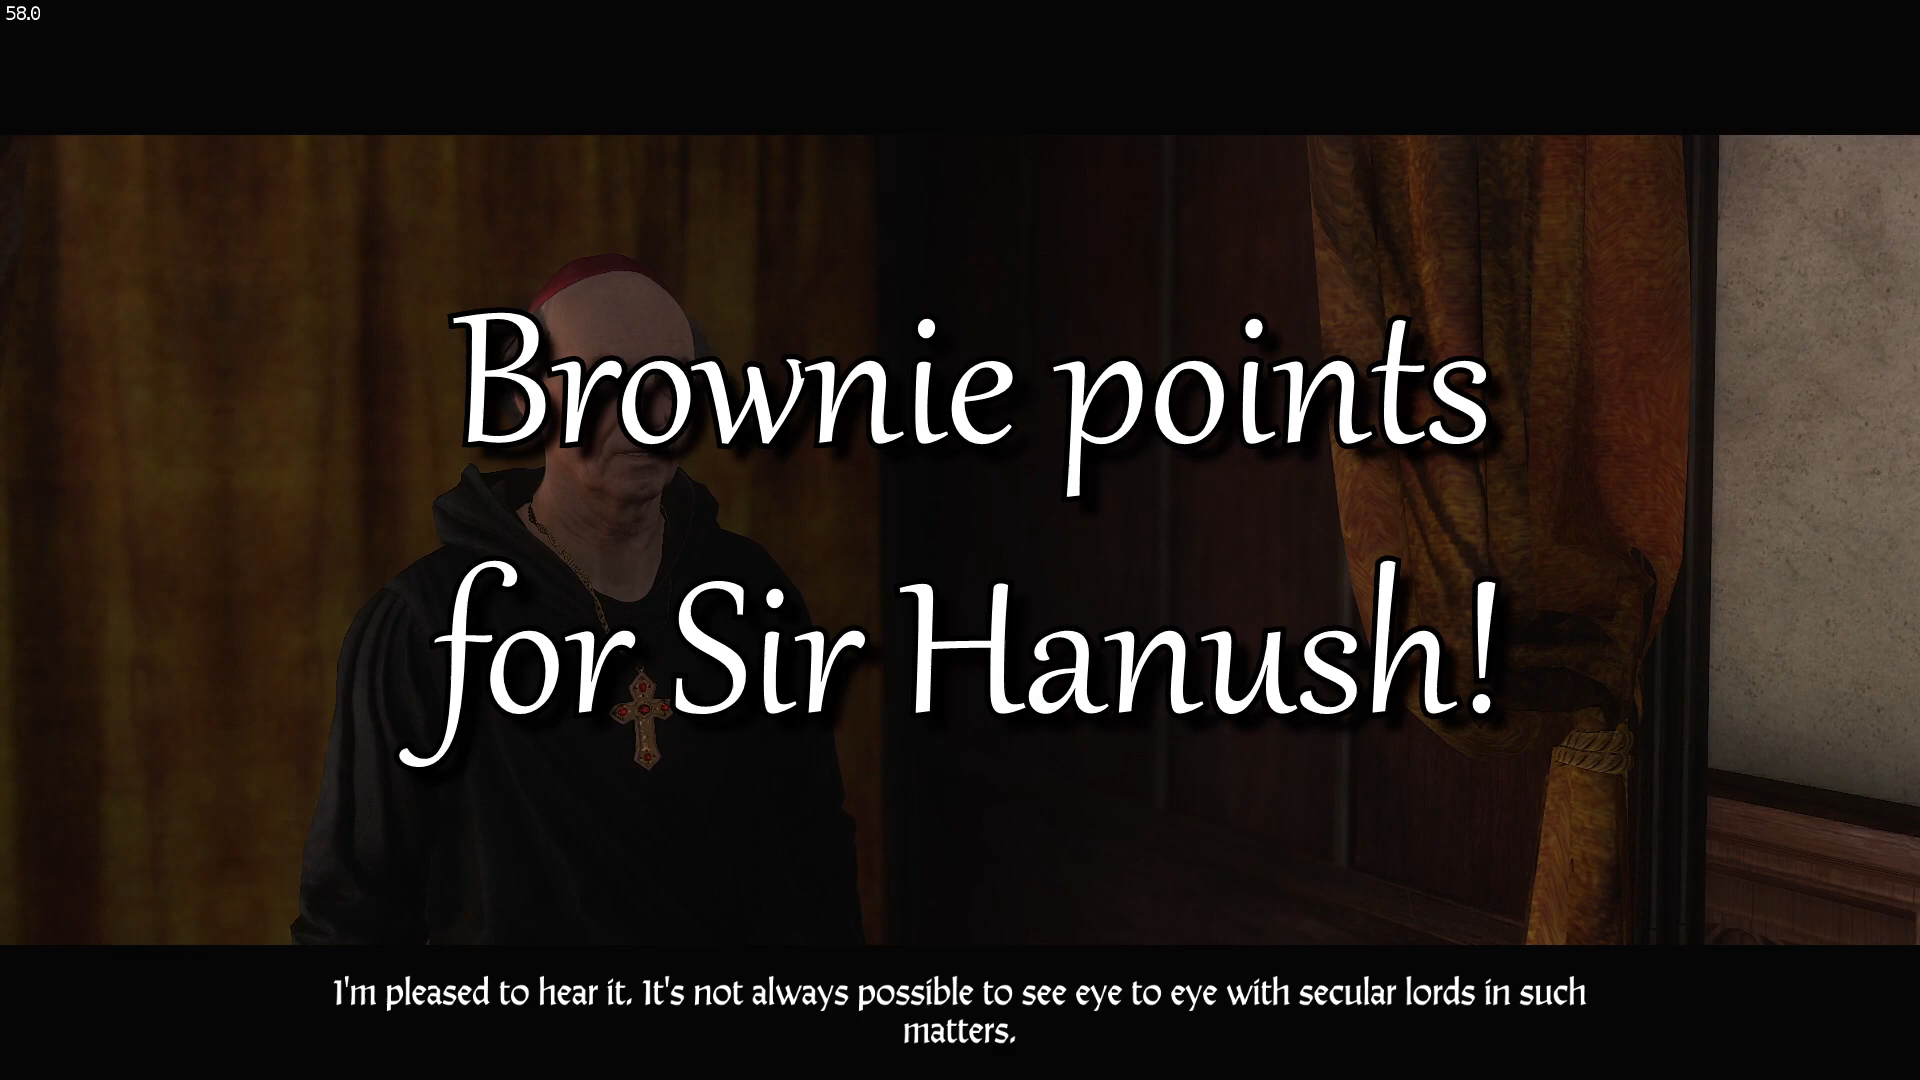 58.0
Brownie points
for Sir Hanush!
I'm pleased to hear it. It's not always possible to see eye to eye with secular lords in such
matters.